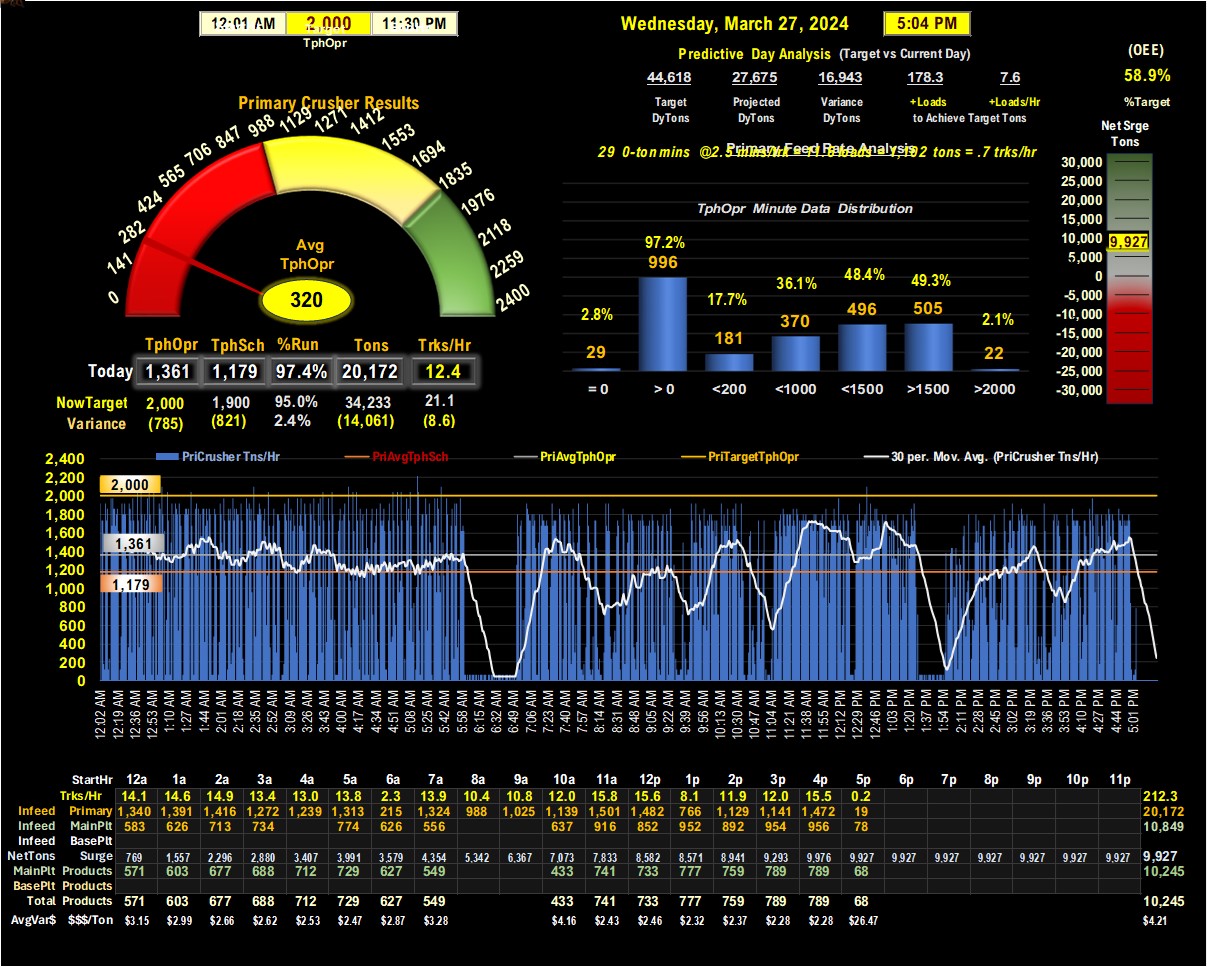 12:01 AM 2,000 11:30 PM
TphOpr
Wednesday, March 27, 2024 5:04 PM
Predictive Day Analysis (Target vs Current Day)
44,618 27,675 16,943 178.3 7.6
Target Projected Variance +Loads +Loads/Hr
DyTons DyTons DyTons to Achieve Target Tons
(OEE)
58.9%
%Target
Primary Crusher Results
0 141 282 424 565 706 847 988 1129 1271 1412 1553 1694 1835 1976 2118 2259 2400
Avg
TphOpr
320
TphOpr TphSch %Run Tons Trks/Hr
Today 1,361 1,179 97.4% 20,172 12.4
NowTarget 2,000 1,900 95.0% 34,233 21.1
Variance (785) (821) 2.4% (14,061) (8.6)
Primary Feed Rate Analysis
29 0-ton mins @2.5 mins/trk = 11.6 loads = 1,102 tons = .7 trks/hr
TphOpr Minute Data Distribution
2.8% 97.2% 17.7% 36.1% 48.4% 49.3% 2.1%
29 996 181 370 496 505 22
= 0 > 0 <200 <1000 <1500 >1500 >2000
Net Srge
Tons
30,000
25,000
20,000
15,000
10,000
9,927
5,000
0
-5,000
-10,000
-15,000
-20,000
-25,000
-30,000
PriCrusher Tns/Hr PriAvgTphSch PriAvgTphOpr PriTargetTphOpr 30 per. Mov. Avg. (PriCrusher Tns/Hr)
2,400
2,200
2,000
1,800
1,600
1,400
1,200
1,000
800
600
400
200
0
2,000
1,361
1,179
12:02 AM 12:19 AM 12:36 AM 12:53 AM 1:10 AM 1:27 AM 1:44 AM 2:01 AM 2:18 AM 2:35 AM 2:52 AM 3:09 AM 3:26 AM 3:43 AM 4:00 AM 4:17 AM 4:34 AM 4:51 AM 5:08 AM 5:25 AM 5:42 AM 5:58 AM 6:15 AM 6:32 AM 6:49 AM 7:06 AM 7:23 AM 7:40 AM 7:57 AM 8:14 AM 8:31 AM 8:48 AM 9:05 AM 9:22 AM 9:39 AM 9:56 AM 10:13 AM 10:30 AM 10:47 AM 11:04 AM 11:21 AM 11:38 AM 11:55 AM 12:12 PM 12:29 PM 12:46 PM 1:03 PM 1:20 PM 1:37 PM 1:54 PM 2:11 PM 2:28 PM 2:45 PM 3:02 PM 3:19 PM 3:36 PM 3:53 PM 4:10 PM 4:27 PM 4:44 PM 5:01 PM
StartHr 12a 1a 2a 3a 4a 5a 6a 7a 8a 9a 10a 11a 12p 1p 2p 3p 4p 5p 6p 7p 8p 9p 10p 11p
Trks/Hr 14.1 14.6 14.9 13.4 13.0 13.8 2.3 13.9 10.4 10.8 12.0 15.8 15.6 8.1 11.9 12.0 15.5 0.2 212.3
Infeed Primary 1,340 1,391 1,416 1,272 1,239 1,313 215 1,324 988 1,025 1,139 1,501 1,482 766 1,129 1,141 1,472 19 20,172
Infeed MainPlt 583 626 713 734 774 626 556 637 916 852 952 892 954 956 78 10,849
Infeed BasePlt
NetTons Surge 769 1,557 2,296 2,880 3,407 3,991 3,579 4,354 5,342 6,367 7,073 7,833 8,582 8,571 8,941 9,293 9,976 9,927 9,927 9,927 9,927 9,927 9,927 9,927 9,927
MainPlt Products 571 603 677 688 712 729 627 549 433 741 733 777 759 789 789 68 10,245
BasePlt Products
Total Products 571 603 677 688 712 729 627 549 433 741 733 777 759 789 789 68 10,245
AvgVar$ $$$/Ton $3.15 $2.99 $2.66 $2.62 $2.53 $2.47 $2.87 $3.28 $4.16 $2.43 $2.46 $2.32 $2.37 $2.28 $2.28 $26.47 $4.21